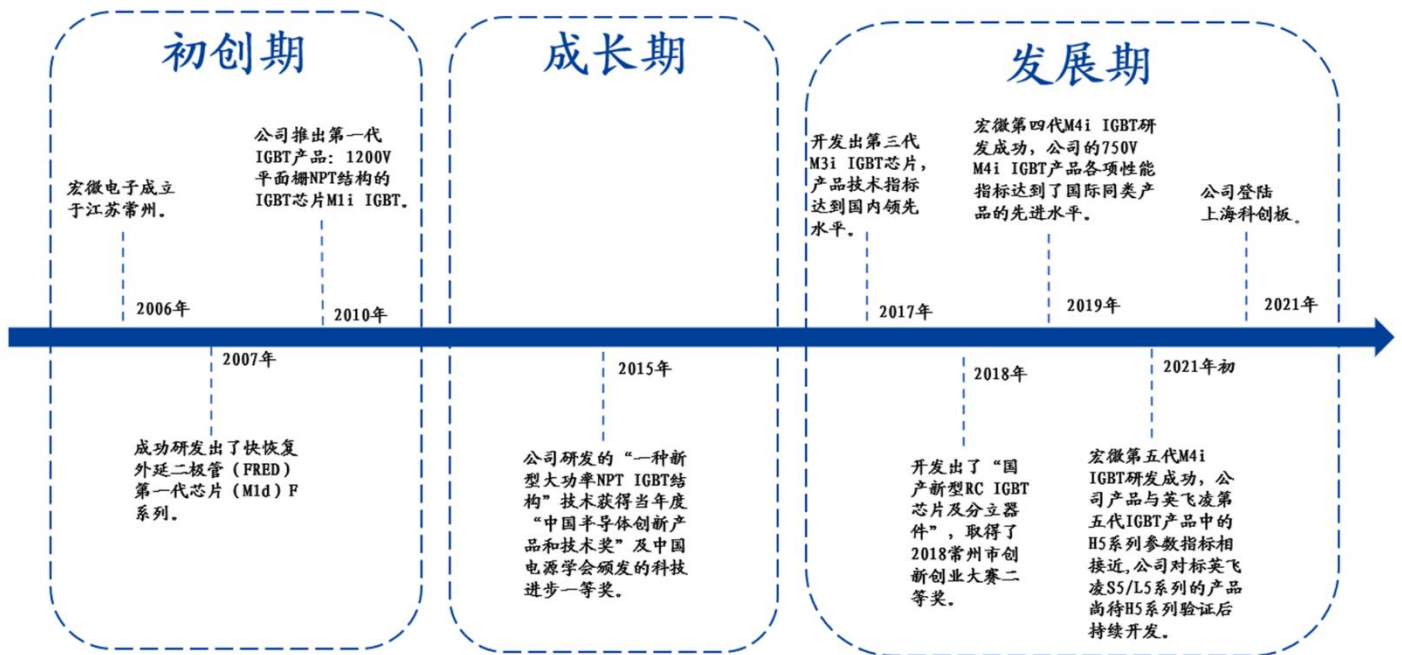 初创期
成长期
发展期
宏微电子成立
于江苏常州。
公司推出第一代
IGBT产品：1200V
平面栅NPT结构的
IGBT芯片M1i IGBT。
开发出第三代
M3i IGBT芯片，
产品技术指标
达到国内领先
水平。
宏微第四代M4i IGBT研
发成功，公司的750V
M4i IGBT产品各项性能
指标达到了国际同类产
品的先进水平。
公司登陆
上海科创板。
2006年
2010年
2017年
2019年
2021年
2007年
2015年
2018年
2021年初
成功研发出了快恢复
外延二极管（FRED）
第一代芯片（M1d）F
系列。
公司研发的“一种新
型大功率NPT IGBT结
构”技术获得当年度
“中国半导体创新产
品和技术奖”及中国
电源学会颁发的科技
进步一等奖。
开发出了“国
产新型RC IGBT
芯片及分立器
件”，取得了
2018常州市创
新创业大赛二
等奖。
宏微第五代M4i
IGBT研发成功，公
司产品与英飞凌第
五代IGBT产品中的
H5系列参数指标相
接近,公司对标英飞
凌S5/L5系列的产品
尚待H5系列验证后
持续开发。